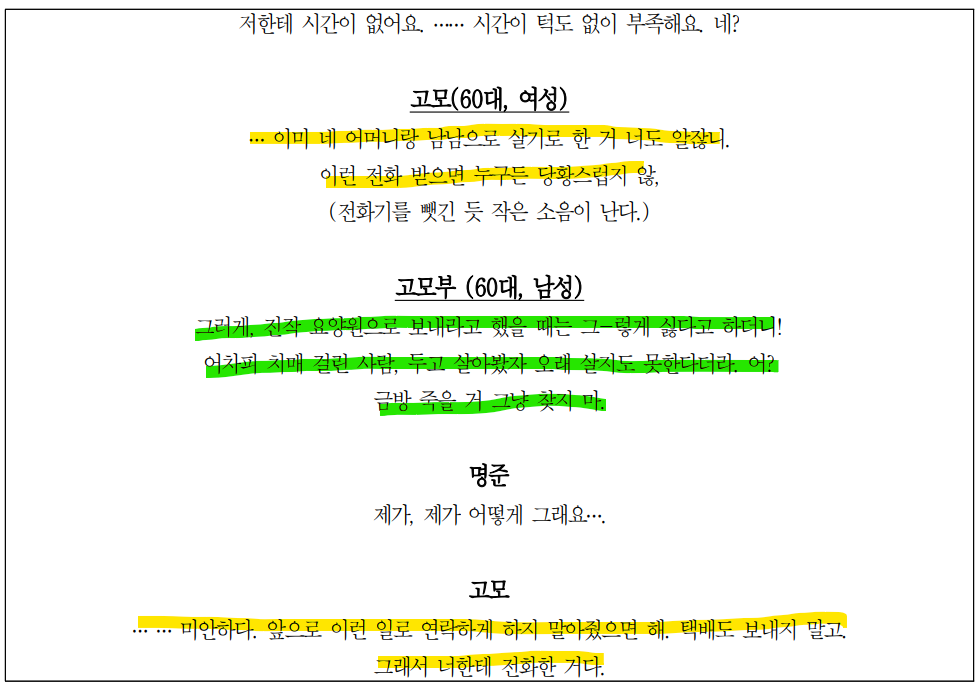 저한테 시간이 없어요. …… 시간이 턱도 없이 부족해요. 네?
고모(60대, 여성)
… 이미 네 어머니랑 남남으로 살기로 한 거 너도 알잖니.
이런 전화 받으면 누구든 당황스럽지 않,
(전화기를 뺏긴 듯 작은 소음이 난다.)
고모부 (60대, 남성)
그러게, 진작 요양원으로 보내라고 했을 때는 그-렇게 싫다고 하더니!
어차피 치매 걸린 사람, 두고 살아봤자 오래 살지도 못한다더라. 어?
금방 죽을 거 그냥 찾지 마.
명준
제가, 제가 어떻게 그래요….
고모
… … 미안하다. 앞으로 이런 일로 연락하게 하지 말아줬으면 해. 택배도 보내지 말고.
그래서 너한테 전화한 거다.